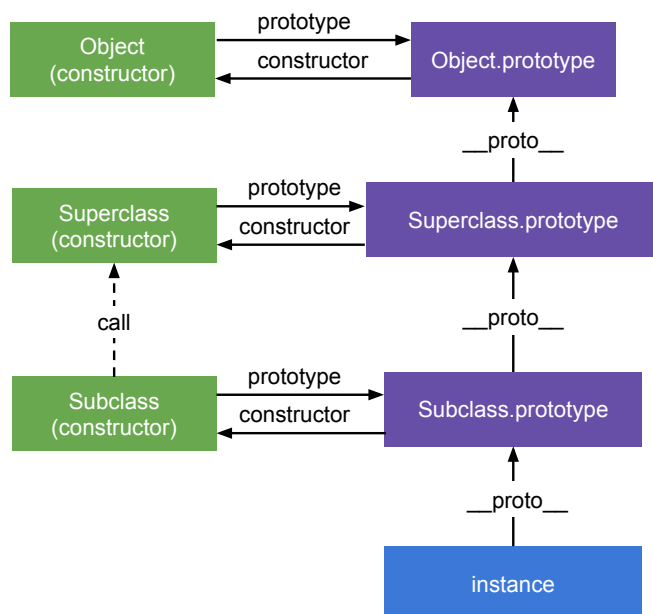 Object
(constructor)
prototype
constructor
Object.prototype
__proto__
Superclass
(constructor)
prototype
constructor
Superclass.prototype
call
__proto__
Subclass
(constructor)
prototype
constructor
Subclass.prototype
__proto__
instance